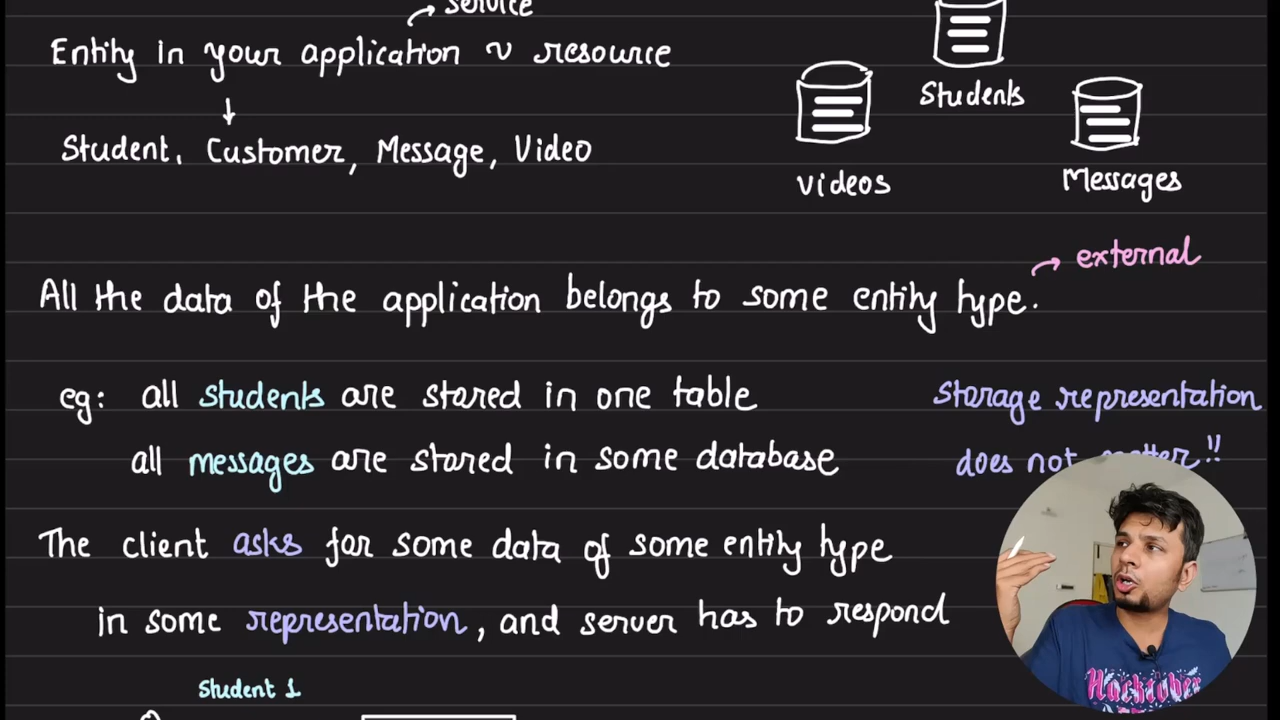 service
Entity in your application ~ resource
Students
Student, Customer, Message, Video
videos
Messages
external
All the data of the application belongs to some entity type.
eg: all students are stored in one table
all messages are stored in some database
storage representation
does not matter!!
The client asks for some data of some entity type
in some representation, and server has to respond
Student 1
Hacktober